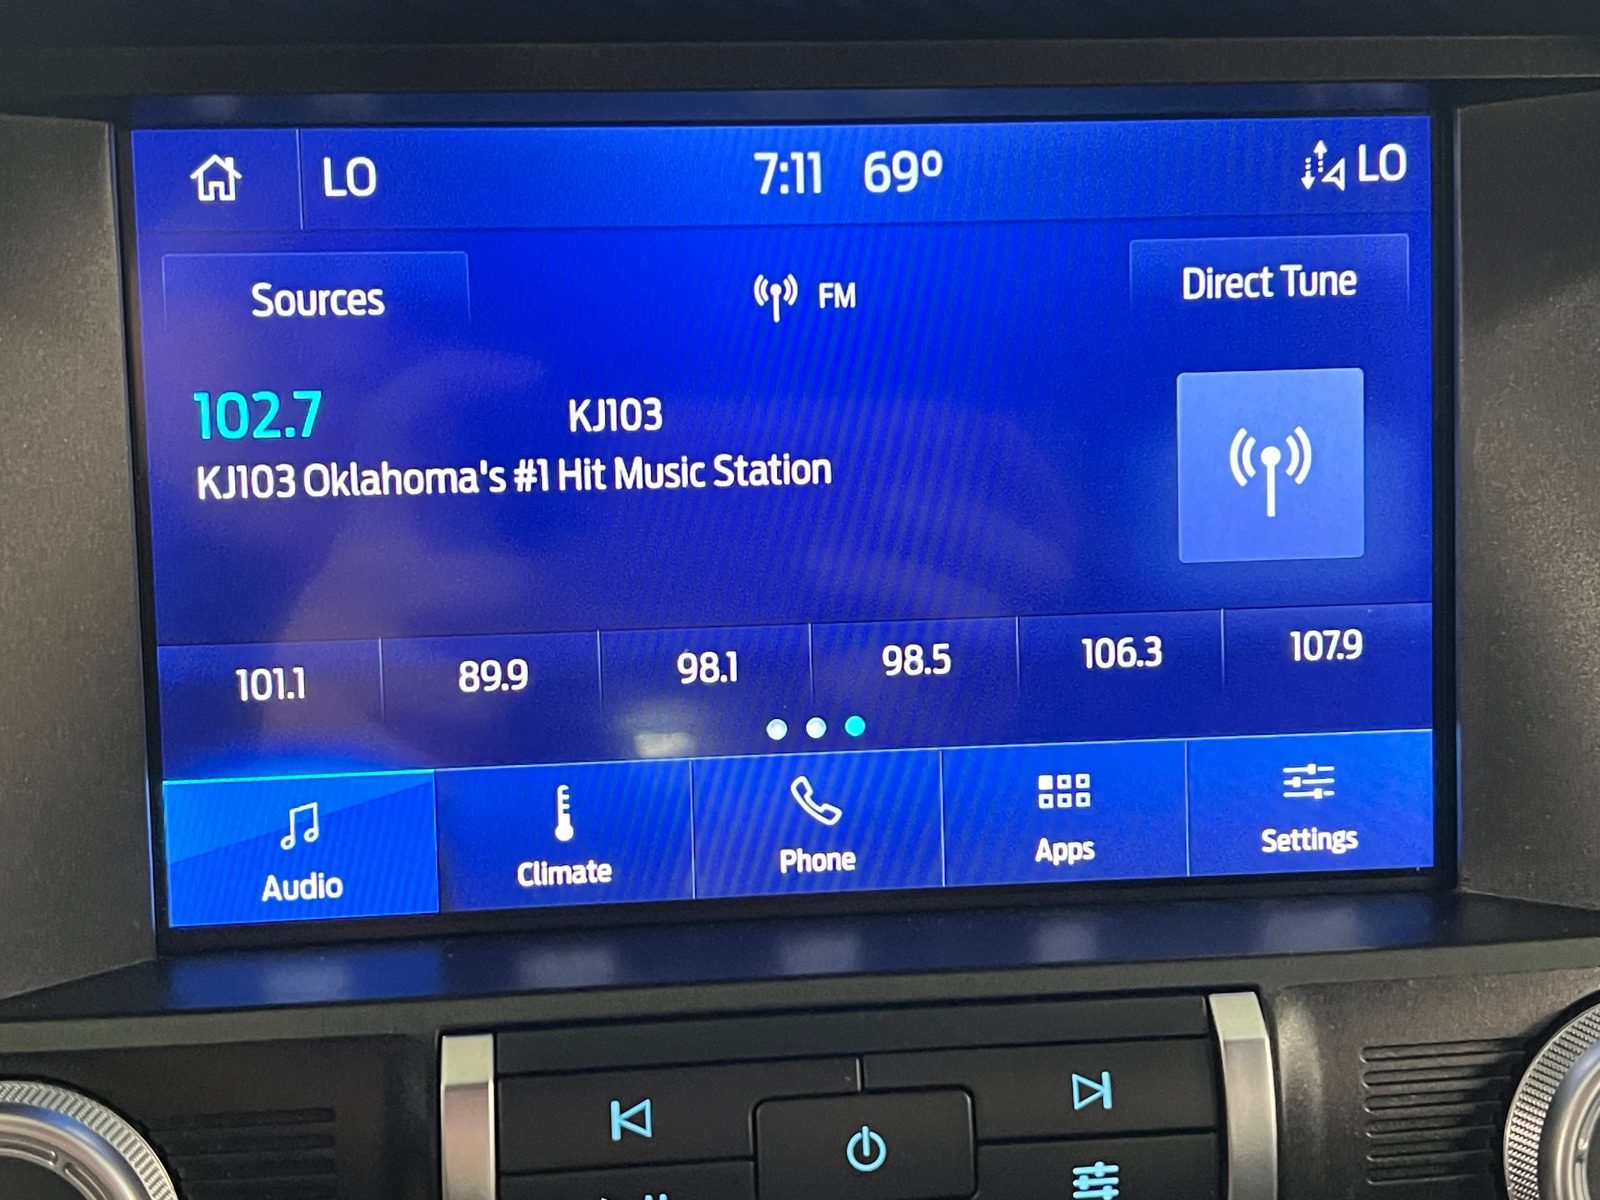 LO
7:11 69°
LO
Sources
FM
Direct Tune
102.7
KJ103
KJ103 Oklahoma's #1 Hit Music Station
101.1
89.9
98.1
98.5
106.3
107.9
Audio
Climate
Phone
Apps
Settings